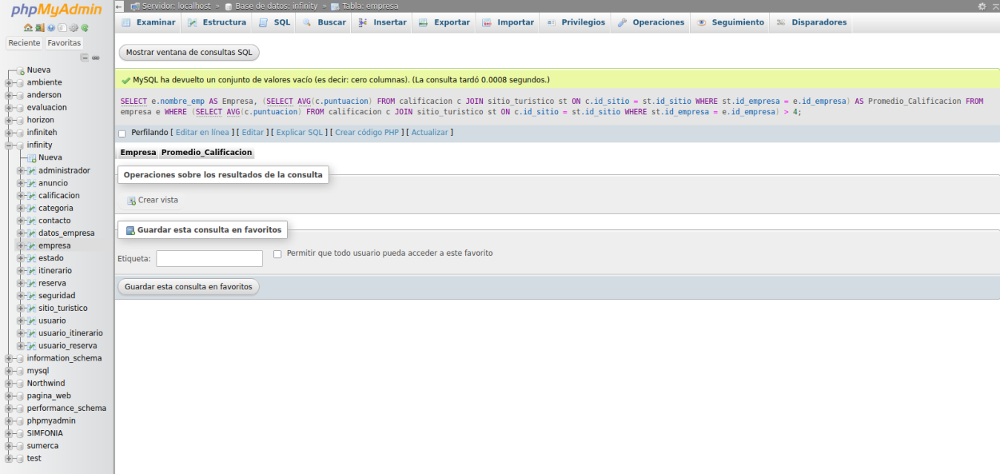 phpMyAdmin
Reciente Favoritas
Nueva
ambiente
anderson
evaluacion
horizon
infiniteh
infinity
Nueva
administrador
anuncio
calificacion
categoria
contacto
datos_empresa
empresa
estado
itinerario
reserva
seguridad
sitio_turistico
usuario
usuario_itinerario
usuario_reserva
information_schema
mysql
Northwind
pagina_web
performance_schema
phpmyadmin
SIMFONIA
sumerca
test
Servidor: localhost » Base de datos: infinity » Tabla: empresa
Examinar Estructura SQL Buscar Insertar Exportar Importar Privilegios Operaciones Seguimiento Disparadores
Mostrar ventana de consultas SQL
MySQL ha devuelto un conjunto de valores vacío (es decir: cero columnas). (La consulta tardó 0.0008 segundos.)
SELECT e.nombre_emp AS Empresa, (SELECT AVG(c.puntuacion) FROM calificacion c JOIN sitio_turistico st ON c.id_sitio = st.id_sitio WHERE st.id_empresa = e.id_empresa) AS Promedio_Calificacion FROM
empresa e WHERE (SELECT AVG(c.puntuacion) FROM calificacion c JOIN sitio_turistico st ON c.id_sitio = st.id_sitio WHERE st.id_empresa = e.id_empresa) > 4;
Perfilando [ Editar en línea ] [ Editar ] [ Explicar SQL ] [ Crear código PHP ] [ Actualizar ]
Empresa Promedio_Calificacion
Operaciones sobre los resultados de la consulta
Crear vista
Guardar esta consulta en favoritos
Etiqueta: Permitir que todo usuario pueda acceder a este favorito
Guardar esta consulta en favoritos